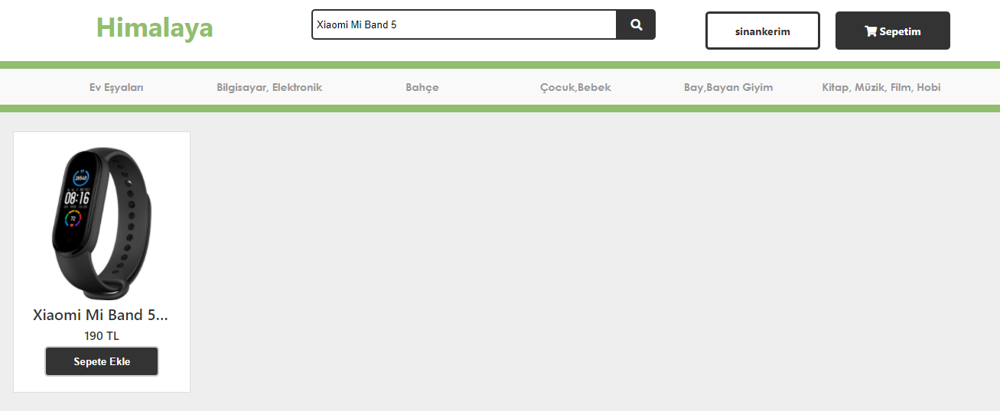 Himalaya
Xiaomi Mi Band 5
sinankerim
Sepetim
Ev Eşyaları
Bilgisayar, Elektronik
Bahçe
Çocuk,Bebek
Bay,Bayan Giyim
Kitap, Müzik, Film, Hobi
08:16
72
Xiaomi Mi Band 5...
190 TL
Sepete Ekle